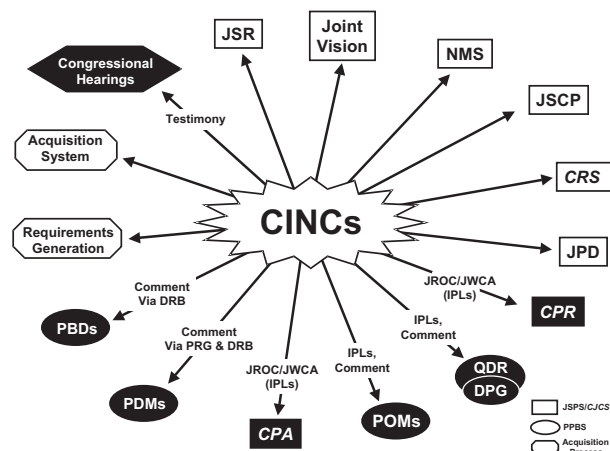 Congressional
Hearings
JSR
Joint
Vision
NMS
JSCP
Testimony
Acquisition
System
CRS
CINCs
Requirements
Generation
JPD
Comment
Via DRB
JROC/JWCA
(IPLs)
CPR
PBDs
Comment
Via PRG & DRB
IPLs,
Comment
QDR
DPG
JROC/JWCA
(IPLs)
IPLs,
Comment
PDMs
CPA
POMs
JSPS/CJCS
PPBS
Acquisition
Process